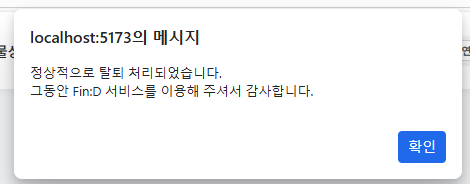 localhost:5173의 메시지
정상적으로 탈퇴 처리되었습니다.
그동안 Fin:D 서비스를 이용해 주셔서 감사합니다.
확인